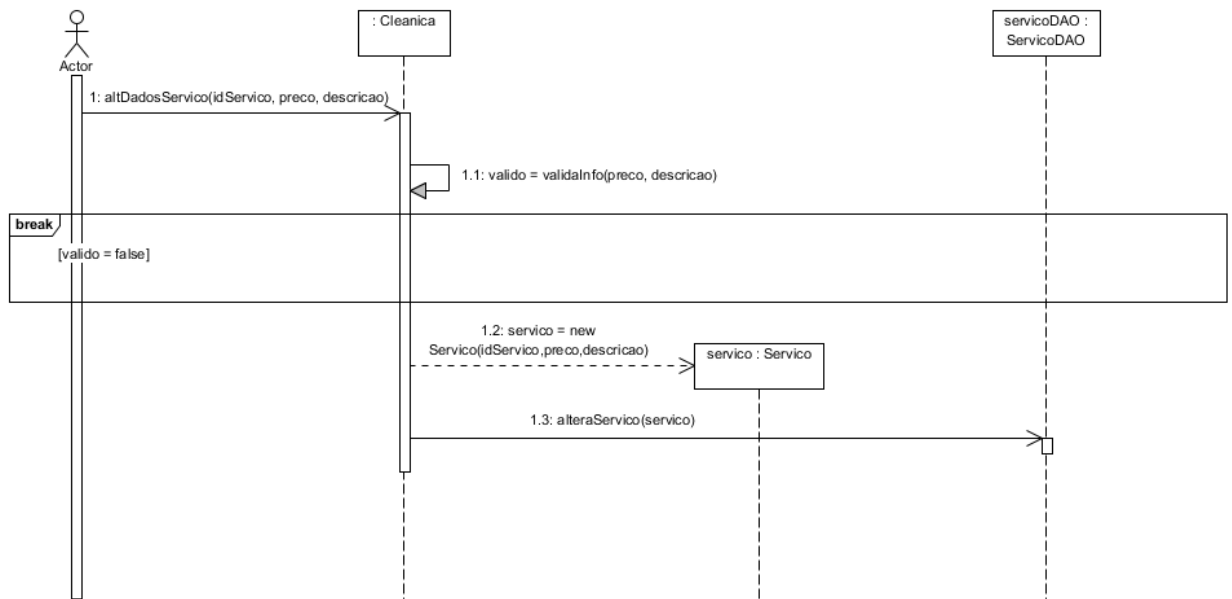 : Cleanica
servicoDAO :
ServicoDAO
Actor
1: altDadosServico(idServico, preco, descricao)
1.1: valido = validaInfo(preco, descricao)
break
[valido = false]
1.2: servico = new
Servico(idServico,preco,descricao)
servico : Servico
1.3: alteraServico(servico)